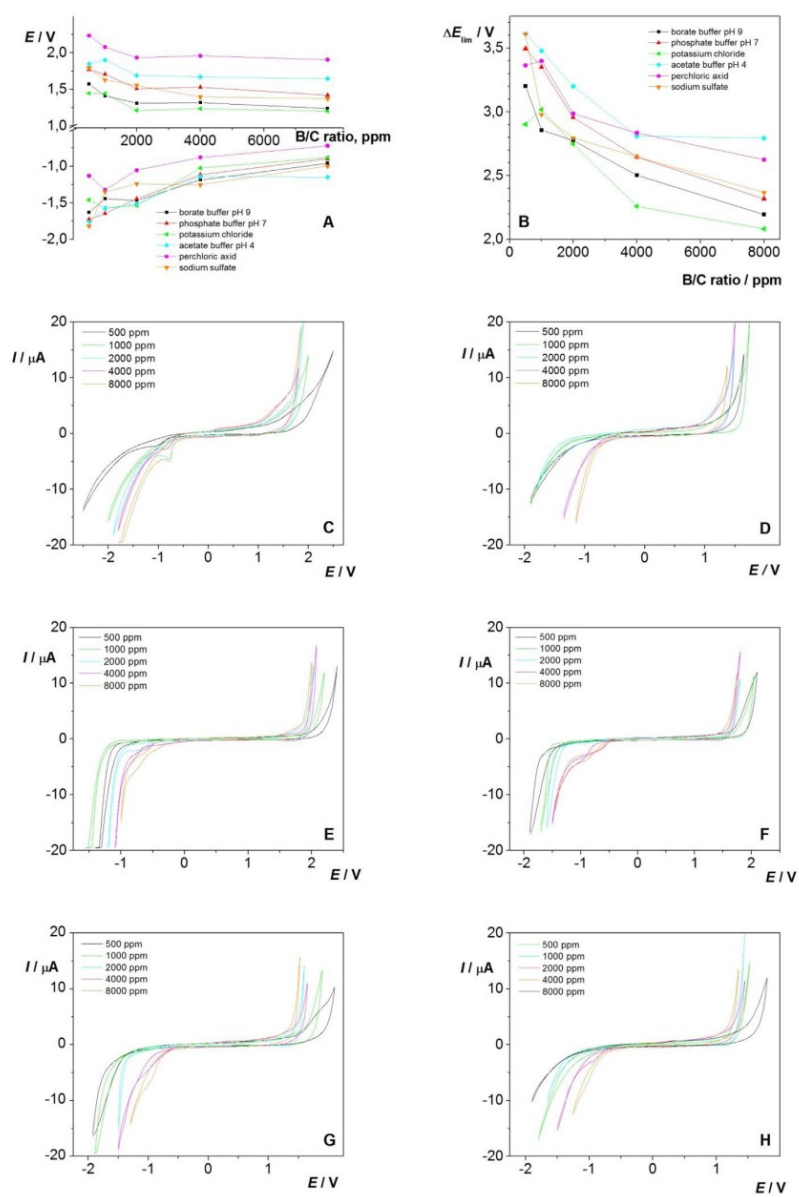 E / V
2,0
1,5
1,0
0 2000 4000 6000
B/C ratio, ppm
-1,0
-1,5
-2,0
A
borate buffer pH 9
phosphate buffer pH 7
potassium chloride
acetate buffer pH 4
perchloric axid
sodium sulfate
ΔElim / V
borate buffer pH 9
phosphate buffer pH 7
potassium chloride
acetate buffer pH 4
perchloric axid
sodium sulfate
3,5
3,0
2,5
2,0
B
0 2000 4000 6000 8000
B/C ratio / ppm
20
I / μA
10
0
-10
-20
500 ppm
1000 ppm
2000 ppm
4000 ppm
8000 ppm
C
-2 -1 0 1 2
E / V
20
I / μA
10
0
-10
-20
500 ppm
1000 ppm
2000 ppm
4000 ppm
8000 ppm
D
-2 -1 0 1
E / V
20
I / μA
10
0
-10
-20
500 ppm
1000 ppm
2000 ppm
4000 ppm
8000 ppm
E
-1 0 1 2
E / V
20
I / μA
10
0
-10
-20
500 ppm
1000 ppm
2000 ppm
4000 ppm
8000 ppm
F
-2 -1 0 1 2
E / V
20
I / μA
10
0
-10
-20
500 ppm
1000 ppm
2000 ppm
4000 ppm
8000 ppm
G
-2 -1 0 1 2
E / V
20
I / μA
10
0
-10
-20
500 ppm
1000 ppm
2000 ppm
4000 ppm
8000 ppm
H
-2 -1 0 1
E / V